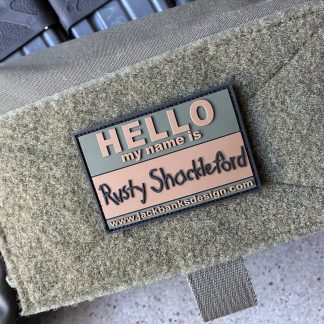 HELLO
my name is
Rusty Shackleford
www.jackbanksdesign.com